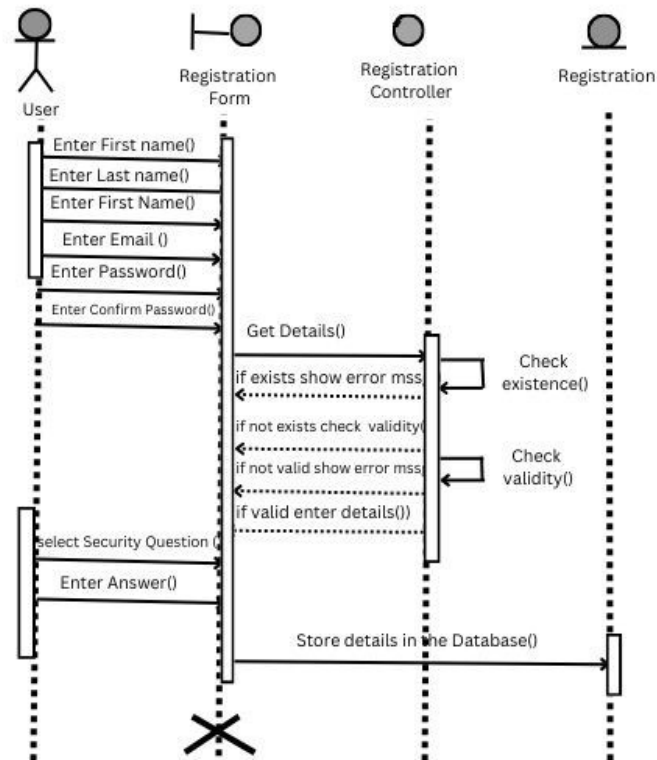 User
Registration
Form
Registration
Controller
Registration
Enter First name()
Enter Last name()
Enter First Name()
Enter Email ()
Enter Password()
Enter Confirm Password()
Get Details()
Check
existence()
if exists show error mss
if not exists check validity(
if not valid show error mss
Check
validity()
if valid enter details())
select Security Question (
Enter Answer()
Store details in the Database()